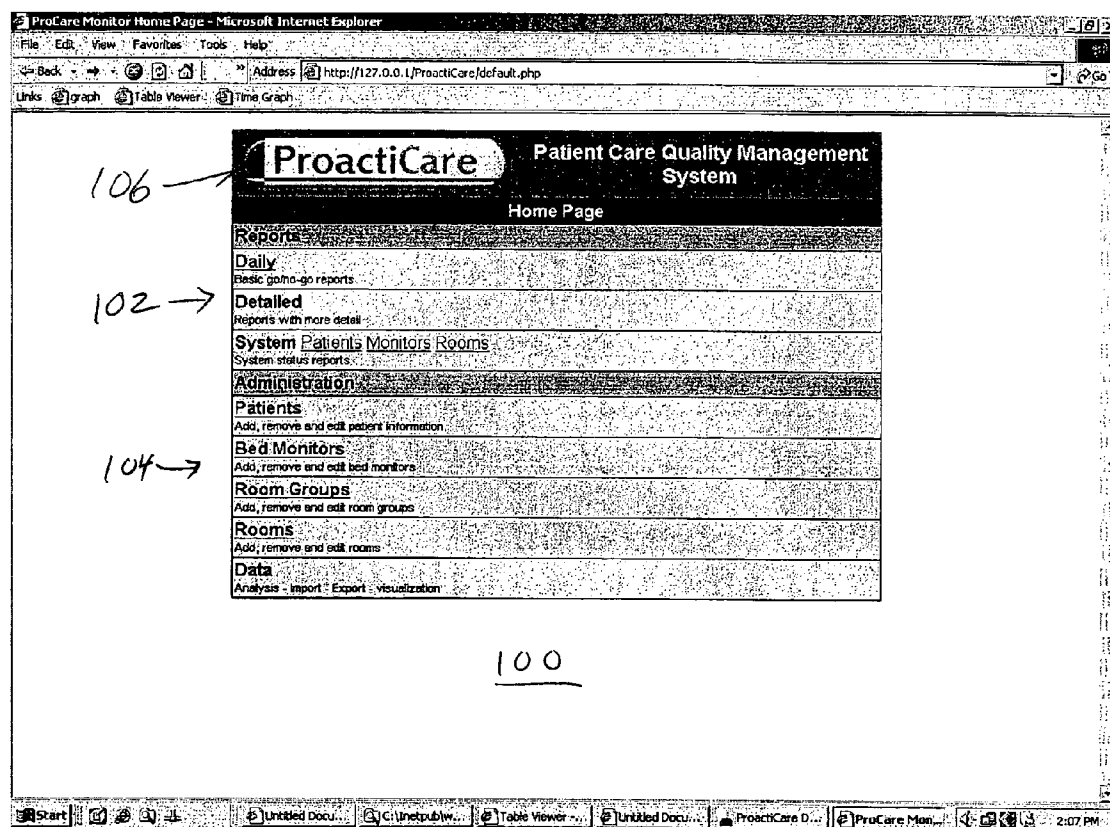 ProCare Monitor Home Page - Microsoft Internet Explorer
File Edit View Favorites Tools Help
Back » Address http://127.0.0.1/ProactiCare/default.php Go
Links graph Table Viewer Time Graph
106
ProactiCare Patient Care Quality Management
System
Home Page
Reports
Daily
Basic go/no-go reports
102
Detailed
Reports with more detail
System Patients Monitors Rooms
System status reports
Administration
Patients
Add, remove and edit patient information
104
Bed Monitors
Add, remove and edit bed monitors
Room Groups
Add, remove and edit room groups
Rooms
Add, remove and edit rooms
Data
Analysis - Import - Export - visualization
100
Start Untitled Docu... C:\Inetpub\w... Table Viewer -... Untitled Docu... ProactiCare D... ProCare Mon... 2:07 PM